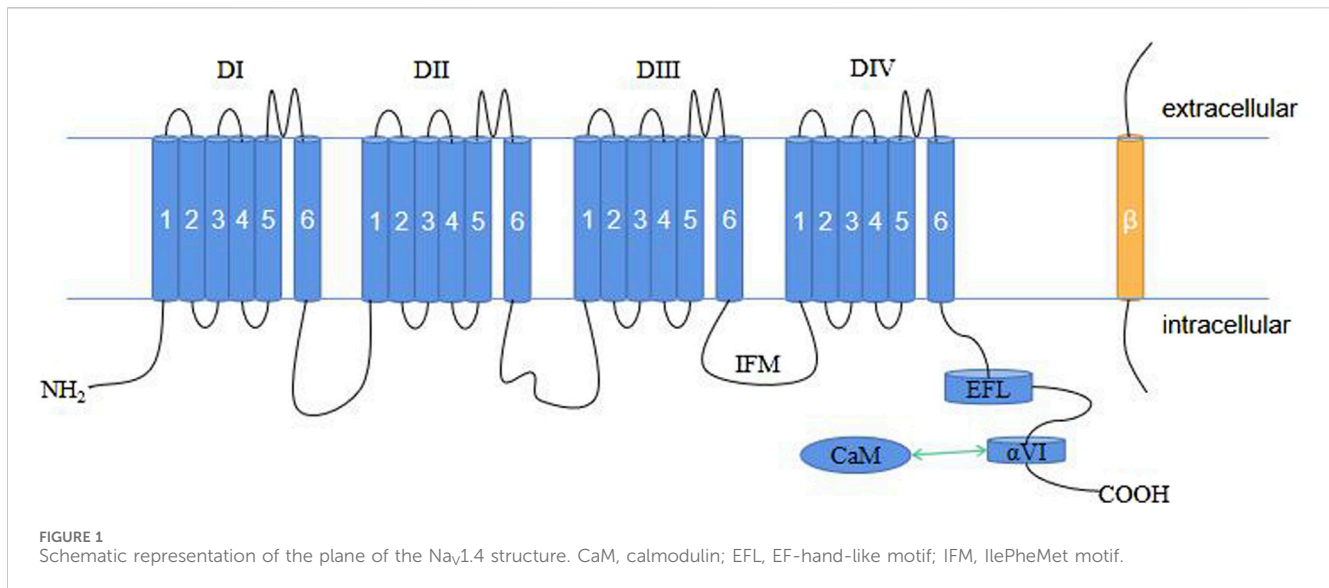 DI DII DIII DIV
extracellular
1 2 3 4 5 6 1 2 3 4 5 6 1 2 3 4 5 6 1 2 3 4 5 6 β
intracellular
IFM
NH₂
EFL
CaM αVI
COOH
FIGURE 1
Schematic representation of the plane of the Naᵥ1.4 structure. CaM, calmodulin; EFL, EF-hand-like motif; IFM, IlePheMet motif.